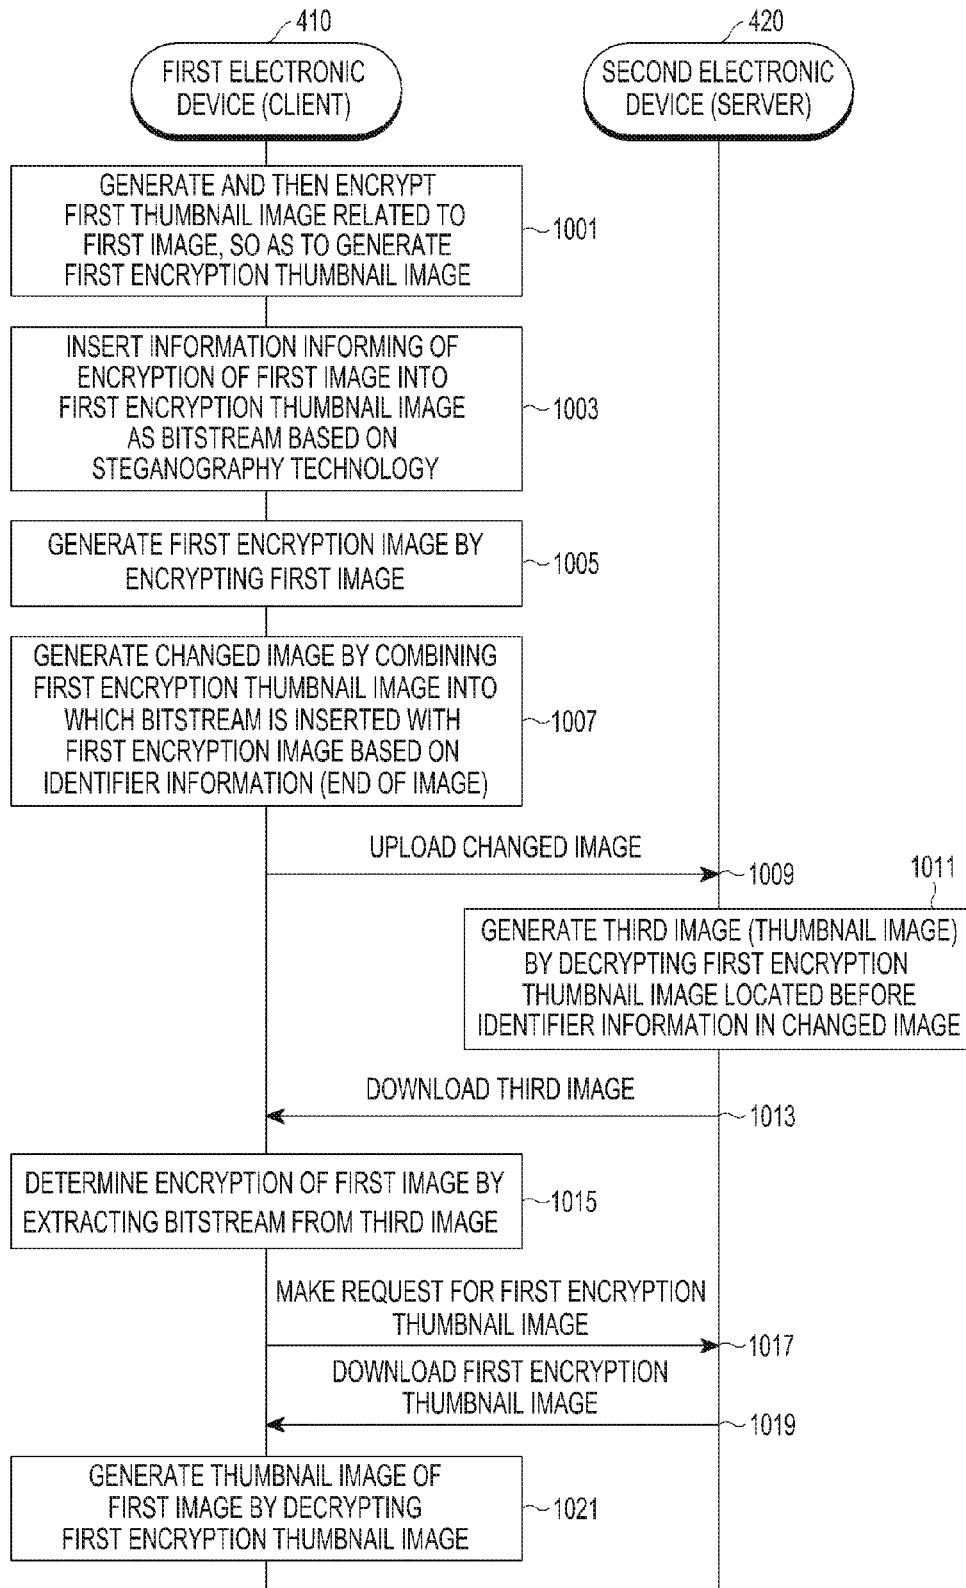 410
420
FIRST ELECTRONIC
DEVICE (CLIENT)
SECOND ELECTRONIC
DEVICE (SERVER)
GENERATE AND THEN ENCRYPT
FIRST THUMBNAIL IMAGE RELATED TO
FIRST IMAGE, SO AS TO GENERATE
FIRST ENCRYPTION THUMBNAIL IMAGE
1001
INSERT INFORMATION INFORMING OF
ENCRYPTION OF FIRST IMAGE INTO
FIRST ENCRYPTION THUMBNAIL IMAGE
AS BITSTREAM BASED ON
STEGANOGRAPHY TECHNOLOGY
1003
GENERATE FIRST ENCRYPTION IMAGE BY
ENCRYPTING FIRST IMAGE
1005
GENERATE CHANGED IMAGE BY COMBINING
FIRST ENCRYPTION THUMBNAIL IMAGE INTO
WHICH BITSTREAM IS INSERTED WITH
FIRST ENCRYPTION IMAGE BASED ON
IDENTIFIER INFORMATION (END OF IMAGE)
1007
UPLOAD CHANGED IMAGE
1009
1011
GENERATE THIRD IMAGE (THUMBNAIL IMAGE)
BY DECRYPTING FIRST ENCRYPTION
THUMBNAIL IMAGE LOCATED BEFORE
IDENTIFIER INFORMATION IN CHANGED IMAGE
DOWNLOAD THIRD IMAGE
1013
DETERMINE ENCRYPTION OF FIRST IMAGE BY
EXTRACTING BITSTREAM FROM THIRD IMAGE
1015
MAKE REQUEST FOR FIRST ENCRYPTION
THUMBNAIL IMAGE
1017
DOWNLOAD FIRST ENCRYPTION
THUMBNAIL IMAGE
1019
GENERATE THUMBNAIL IMAGE OF
FIRST IMAGE BY DECRYPTING
FIRST ENCRYPTION THUMBNAIL IMAGE
1021